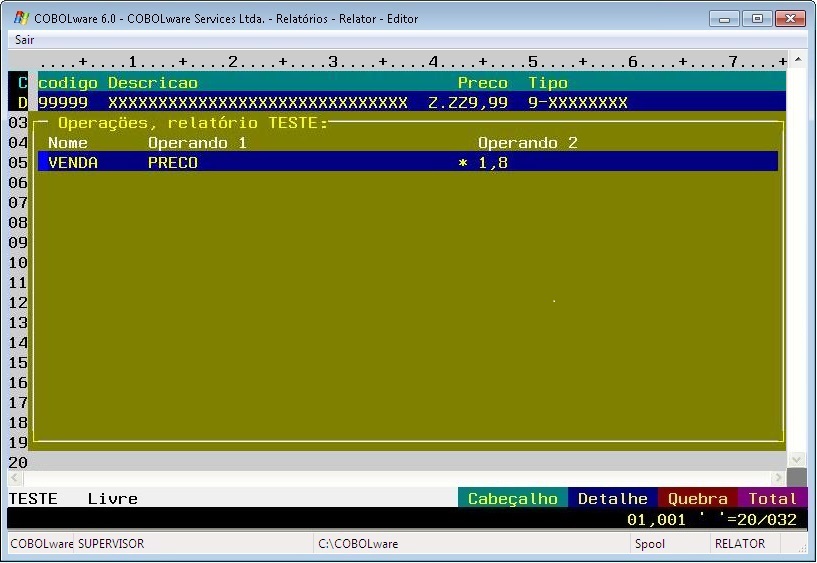 COBOLware 6.0 - COBOLware Services Ltda. - Relatórios - Relator - Editor
Sair
....+....1....+....2....+....3....+....4....+....5....+....6....+....7....+
C codigo Descricao Preco Tipo
D 99999 XXXXXXXXXXXXXXXXXXXXXXXXXXXXXX Z.ZZ9,99 9-XXXXXXXX
03 Operações, relatório TESTE:
04 Nome Operando 1 Operando 2
05 VENDA PRECO * 1,8
06
07
08
09
10
11
12
13
14
15
16
17
18
19
20
TESTE Livre Cabeçalho Detalhe Quebra Total
01,001 ' '=20/032
COBOLware SUPERVISOR C:\COBOLware Spool RELATOR